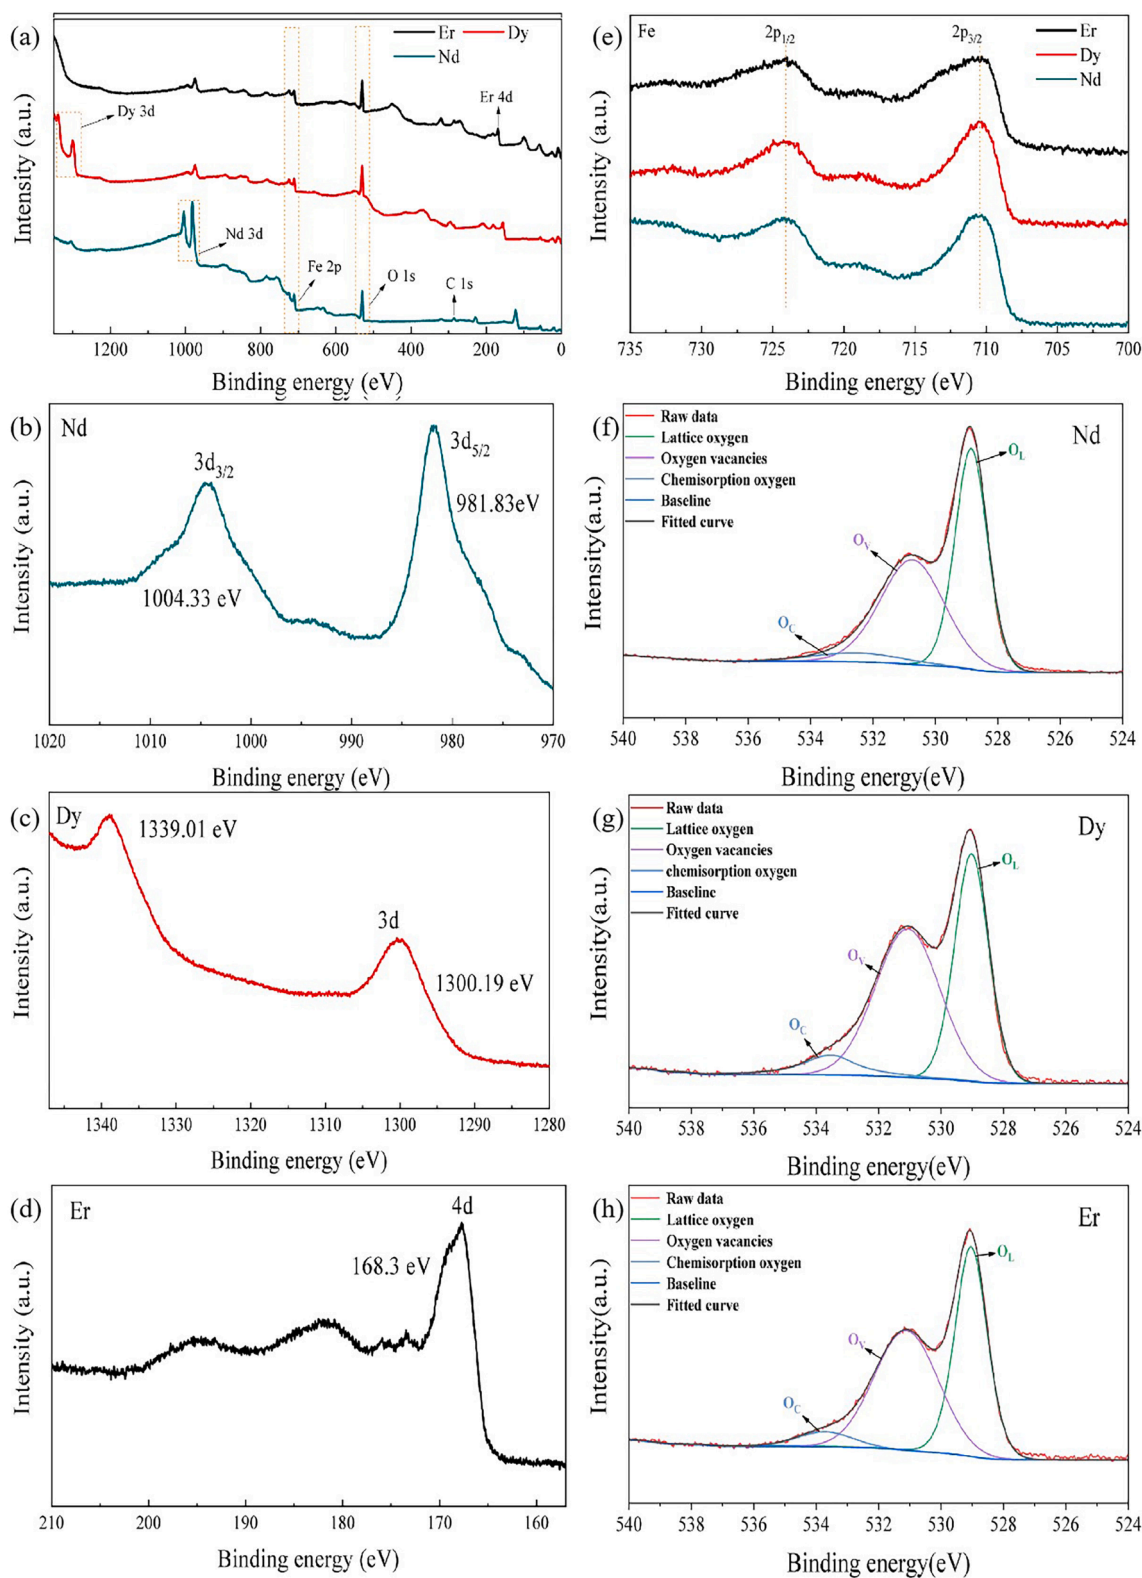 (a)
Er
Dy
Nd
Dy 3d
Er 4d
Nd 3d
Fe 2p
O 1s
C 1s
Intensity (a.u.)
1200 1000 800 600 400 200 0
Binding energy (eV)
(e)
Fe
2p1/2
2p3/2
Er
Dy
Nd
Intensity (a.u.)
735 730 725 720 715 710 705 700
Binding energy (eV)
(b)
Nd
3d3/2
3d5/2
981.83eV
1004.33 eV
Intensity (a.u.)
1020 1010 1000 990 980 970
Binding energy (eV)
(f)
Raw data
Lattice oxygen
Oxygen vacancies
Chemisorption oxygen
Baseline
Fitted curve
Nd
OL
OV
OC
Intensity(a.u.)
540 538 536 534 532 530 528 526 524
Binding energy(eV)
(c)
Dy
1339.01 eV
3d
1300.19 eV
Intensity (a.u.)
1340 1330 1320 1310 1300 1290 1280
Binding energy (eV)
(g)
Raw data
Lattice oxygen
Oxygen vacancies
chemisorption oxygen
Baseline
Fitted curve
Dy
OL
OV
OC
Intensity(a.u.)
540 538 536 534 532 530 528 526 524
Binding energy(eV)
(d)
Er
4d
168.3 eV
Intensity (a.u.)
210 200 190 180 170 160
Binding energy (eV)
(h)
Raw data
Lattice oxygen
Oxygen vacancies
Chemisorption oxygen
Baseline
Fitted curve
Er
OL
OV
OC
Intensity(a.u.)
540 538 536 534 532 530 528 526 524
Binding energy(eV)